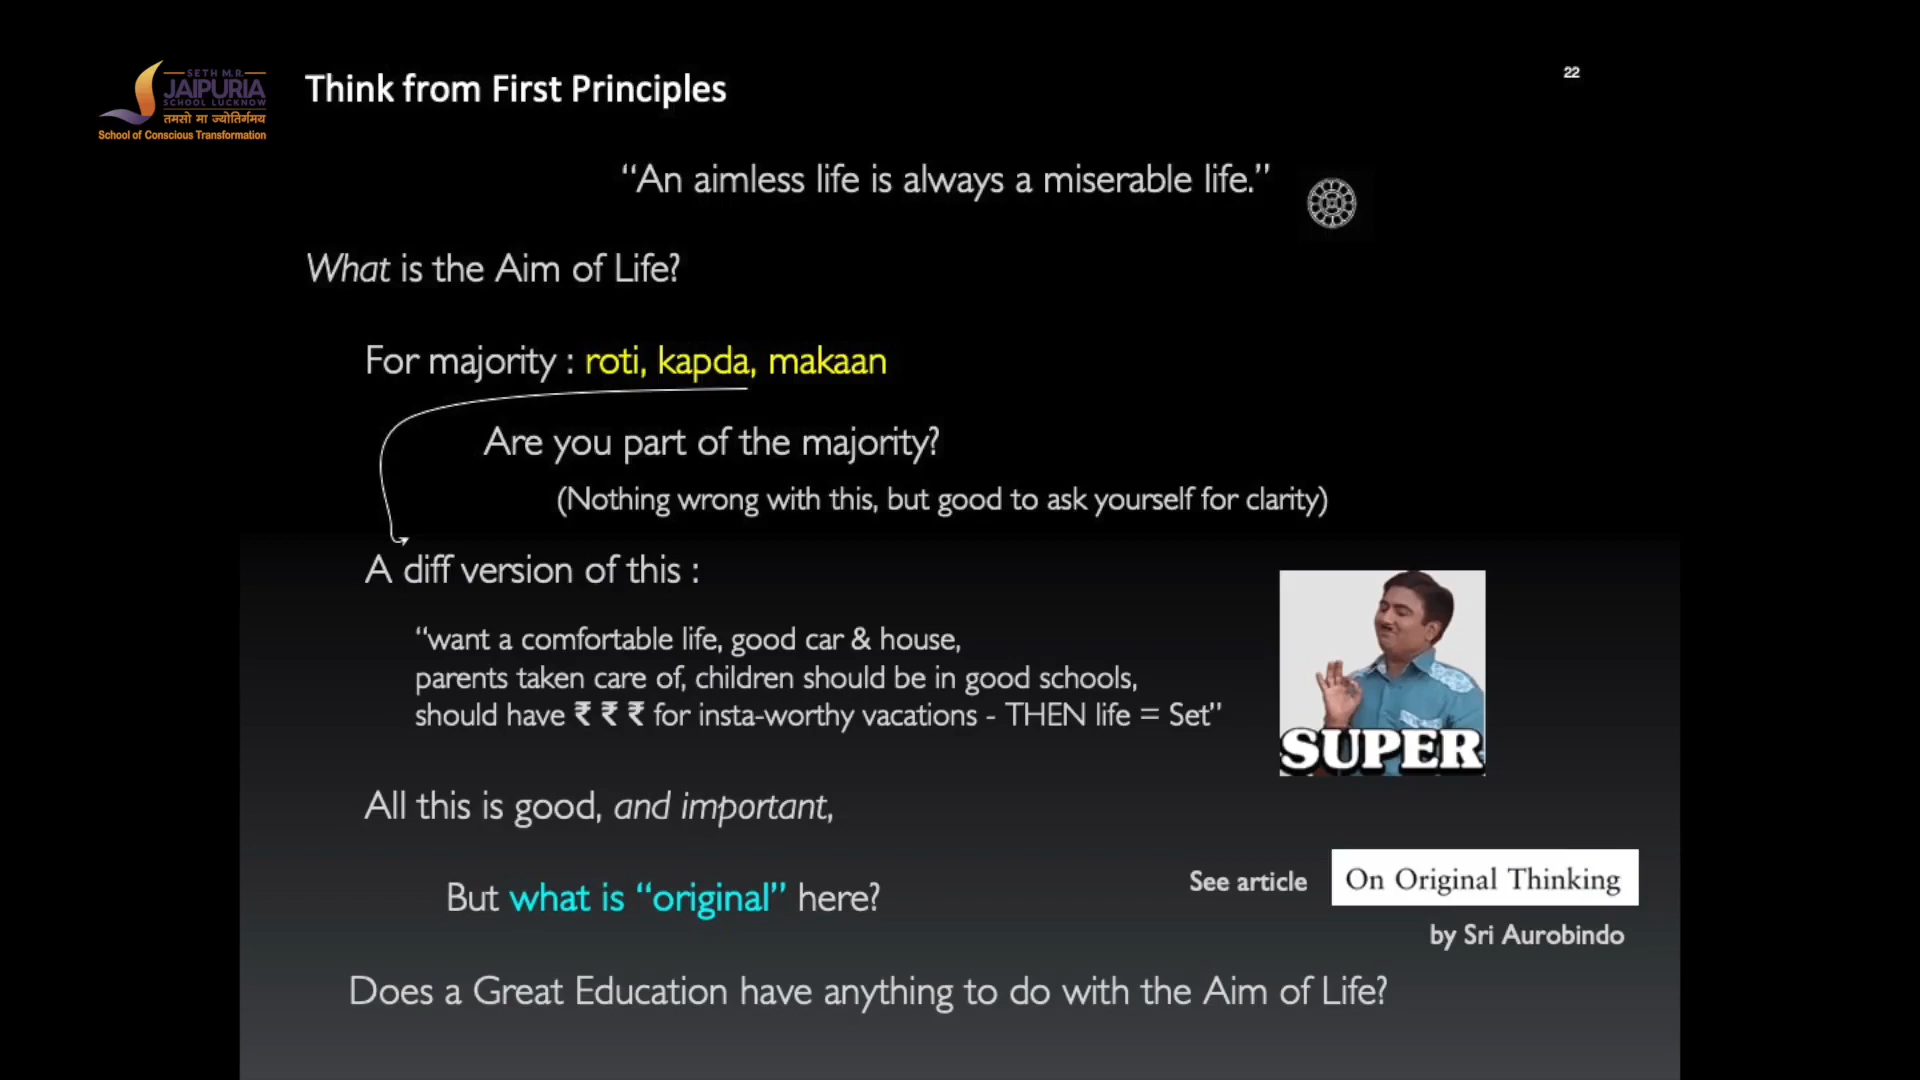 SETH M.R.
JAIPURIA
SCHOOL LUCKNOW
तमसो मा ज्योतिर्गमय
School of Conscious Transformation
Think from First Principles
22
“An aimless life is always a miserable life.”
What is the Aim of Life?
For majority : roti, kapda, makaan
Are you part of the majority?
(Nothing wrong with this, but good to ask yourself for clarity)
A diff version of this :
“want a comfortable life, good car & house,
parents taken care of, children should be in good schools,
should have ₹ ₹ ₹ for insta-worthy vacations - THEN life = Set”
SUPER
All this is good, and important,
But what is “original” here?
See article On Original Thinking
by Sri Aurobindo
Does a Great Education have anything to do with the Aim of Life?